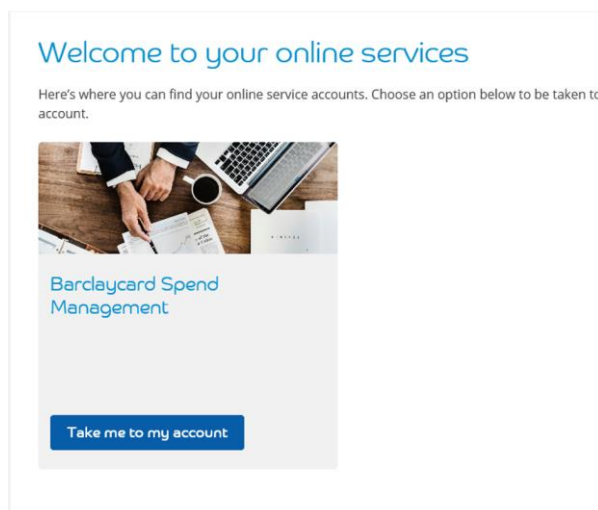 Welcome to your online services
Here's where you can find your online service accounts. Choose an option below to be taken to
account.
Barclaycard Spend
Management
Take me to my account